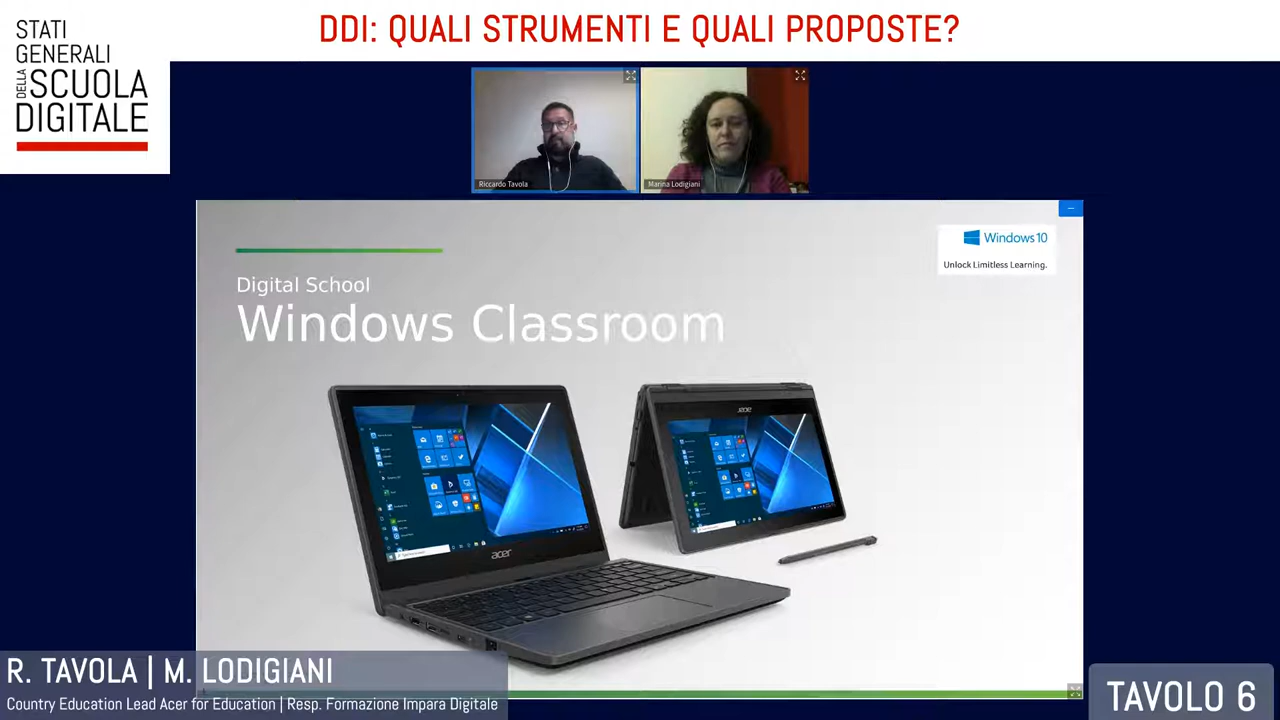 STATI
GENERALI
DELLA
SCUOLA
DIGITALE
DDI: QUALI STRUMENTI E QUALI PROPOSTE?
Riccardo Tavola
Marina Lodigiani
Windows 10
Unlock Limitless Learning.
Digital School
Windows Classroom
acer
acer
R. TAVOLA | M. LODIGIANI
Country Education Lead Acer for Education | Resp. Formazione Impara Digitale
TAVOLO 6